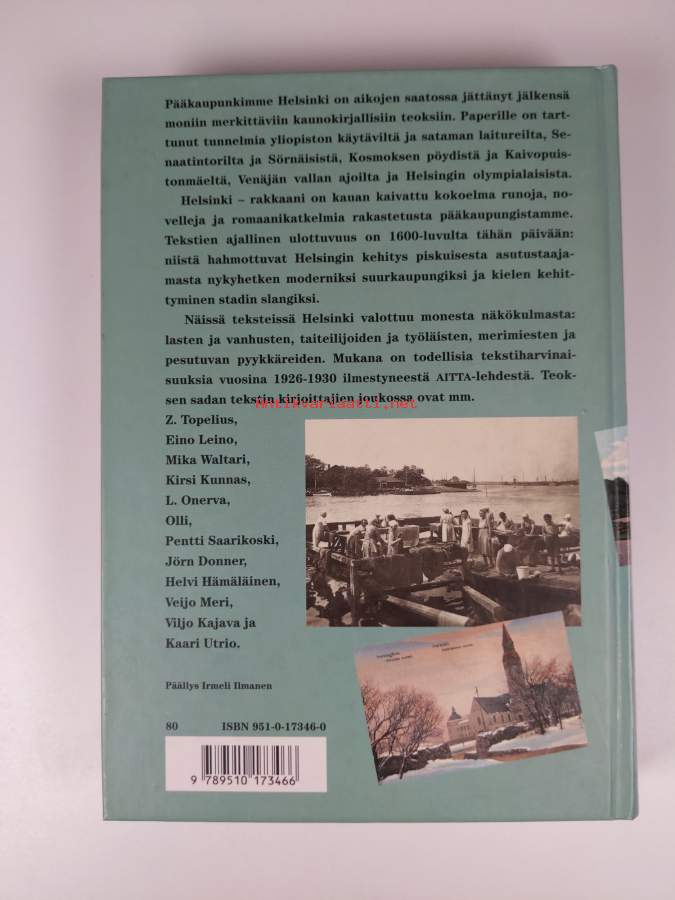 Pääkaupunkimme Helsinki on aikojen saatossa jättänyt jälkensä
moniin merkittäviin kaunokirjallisiin teoksiin. Paperille on tart-
tunut tunnelmia yliopiston käytäviltä ja sataman laitureilta, Se-
naatintorilta ja Sörnäisistä, Kosmoksen pöydistä ja Kaivopuis-
tonmäeltä, Venäjän vallan ajoilta ja Helsingin olympialaisista.
Helsinki – rakkaani on kauan kaivattu kokoelma runoja, no-
velleja ja romaanikatkelmia rakastetusta pääkaupungistamme.
Tekstien ajallinen ulottuvuus on 1600-luvulta tähän päivään:
niistä hahmottuvat Helsingin kehitys piskuisesta asutustaaja-
masta nykyhetken moderniksi suurkaupungiksi ja kielen kehit-
tyminen stadin slangiksi.
Näissä teksteissä Helsinki valottuu monesta näkökulmasta:
lasten ja vanhusten, taiteilijoiden ja työläisten, merimiesten ja
pesutuvan pyykkäreiden. Mukana on todellisia tekstiharvinai-
suuksia vuosina 1926-1930 ilmestyneestä AITTA-lehdestä. Teok-
sen sadan tekstin kirjoittajien joukossa ovat mm.
Antikvariaatti.net
Z. Topelius,
Eino Leino,
Mika Waltari,
Kirsi Kunnas,
L. Onerva,
Olli,
Pentti Saarikoski,
Jörn Donner,
Helvi Hämäläinen,
Veijo Meri,
Viljo Kajava ja
Kaari Utrio.
Päällys Irmeli Ilmanen
80 ISBN 951-0-17346-0
9 789510 173466